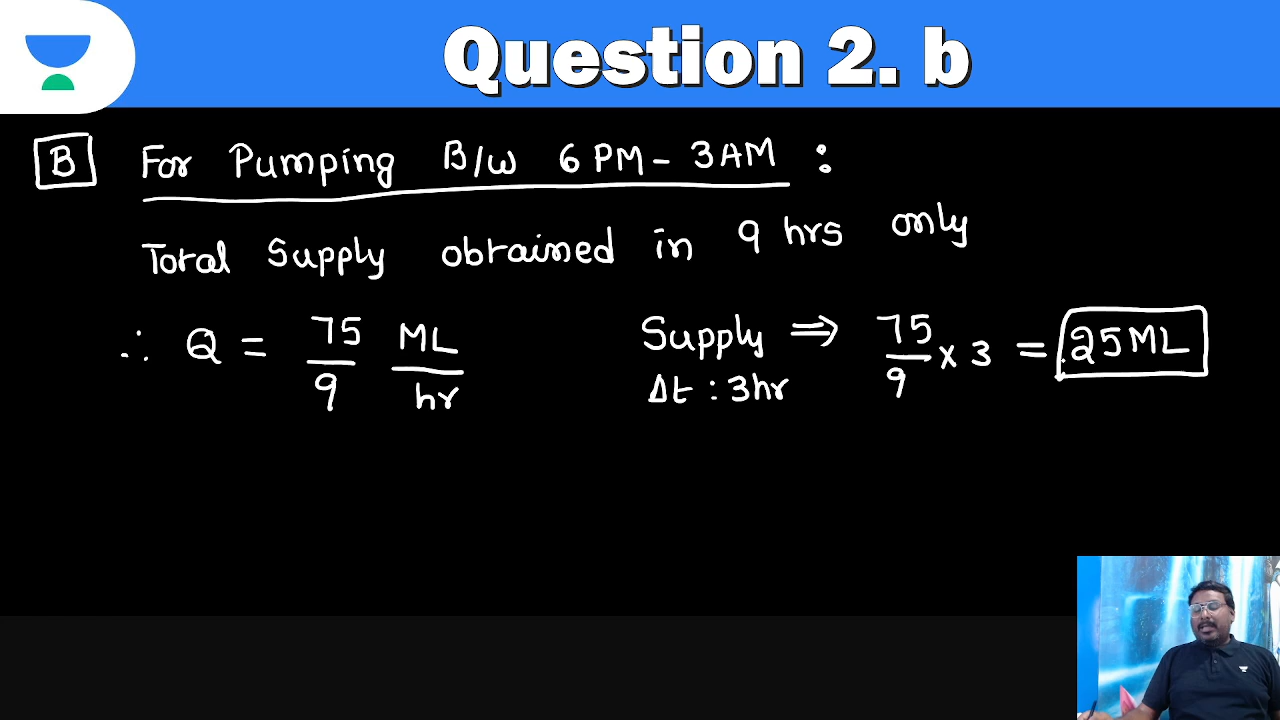 Question 2. b
B For Pumping B/w 6 PM - 3 AM :
Total Supply obtained in 9 hrs only
∴ Q = 75/9 ML/hr
Supply ⇒ 75/9 × 3 = 25 ML
Δt : 3hr